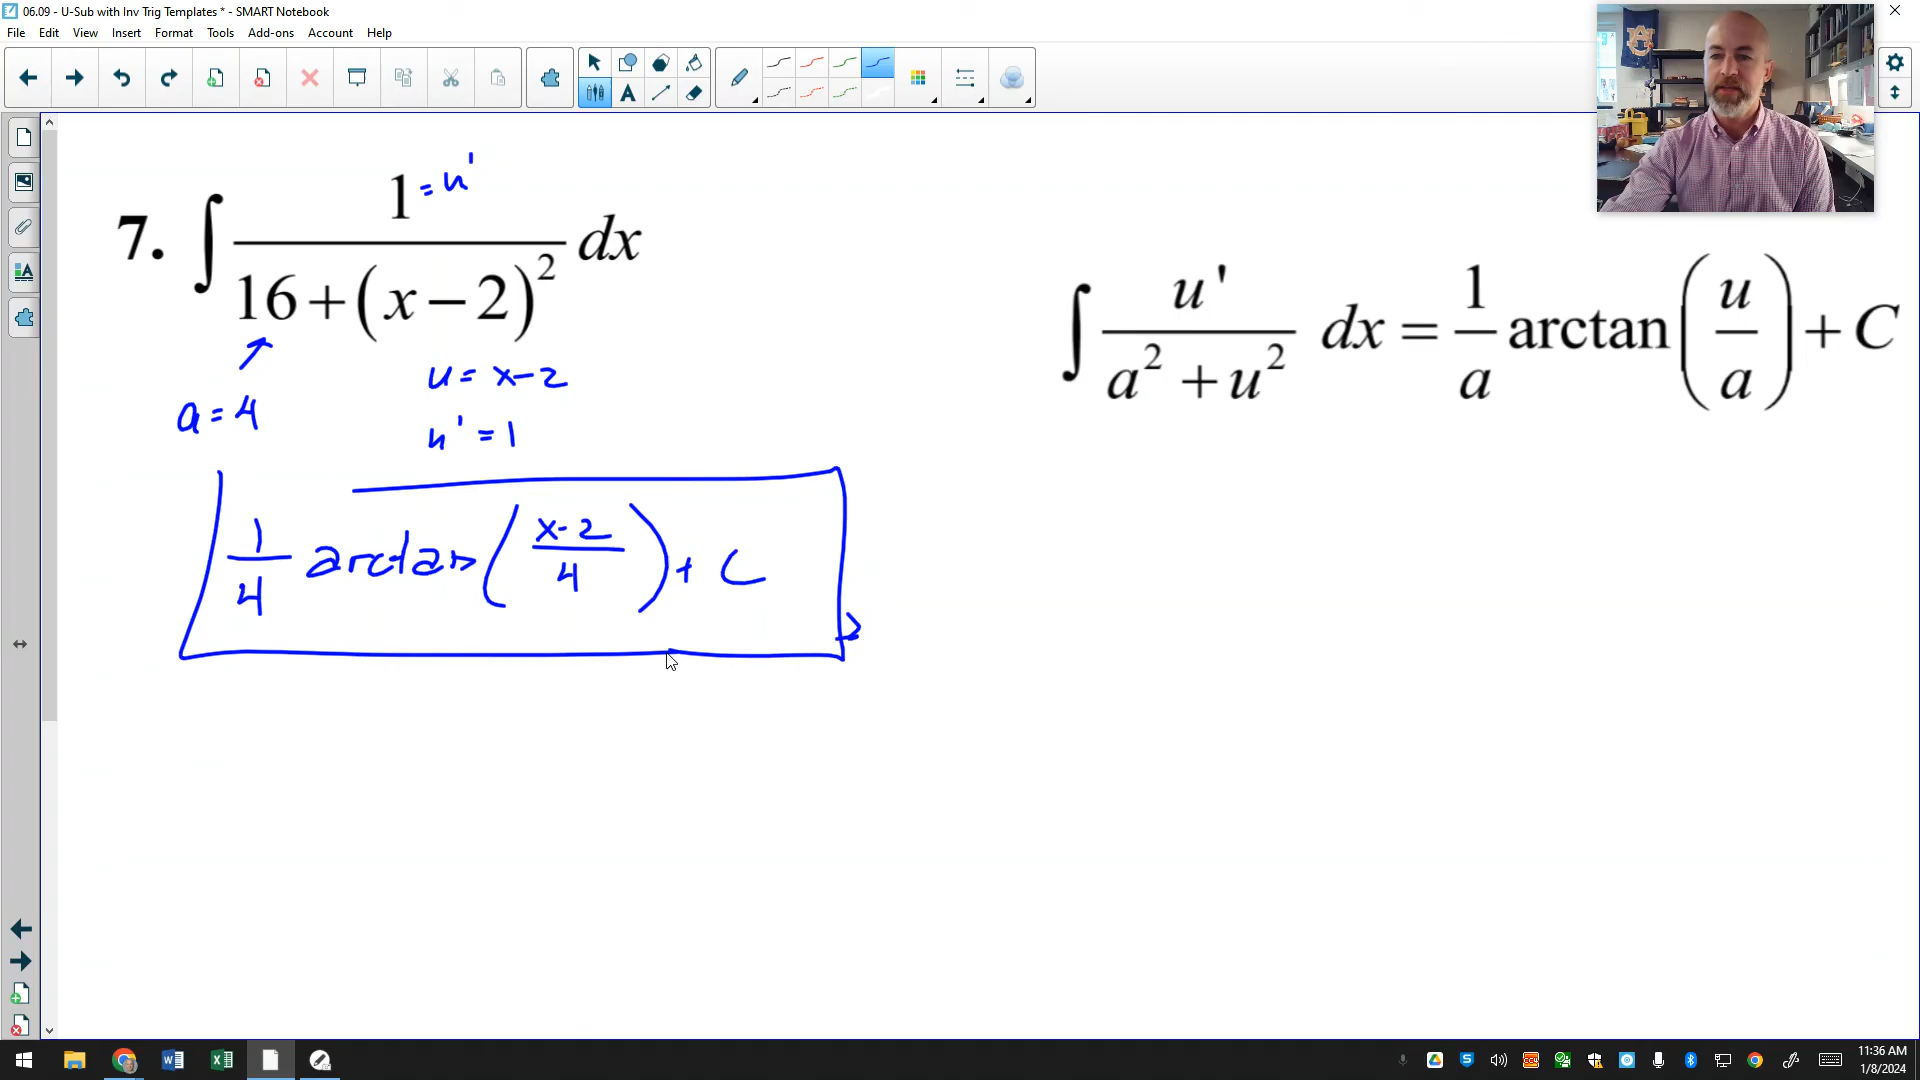 06.09 - U-Sub with Inv Trig Templates * - SMART Notebook
File Edit View Insert Format Tools Add-ons Account Help
7. ∫ 1/(16+(x−2)²) dx
= u'
a = 4
u = x-2
u' = 1
1/4 arctan((x-2)/4) + C
∫ u'/(a²+u²) dx = 1/a arctan(u/a) + C
11:36 AM
1/8/2024